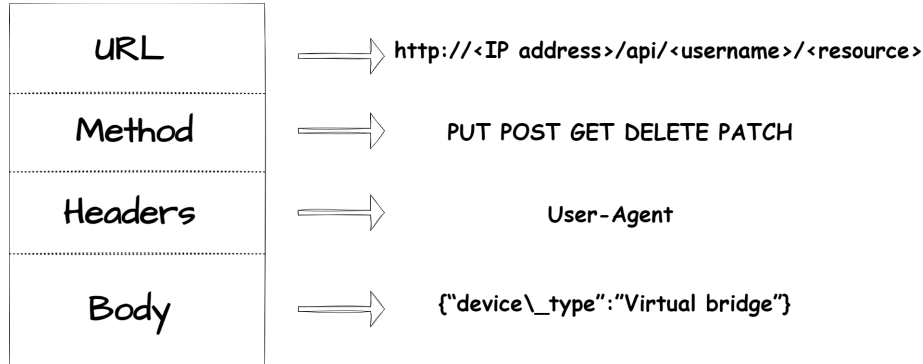 URL
http://<IP address>/api/<username>/<resource>
Method
PUT POST GET DELETE PATCH
Headers
User-Agent
Body
{“device\_type”:”Virtual bridge”}